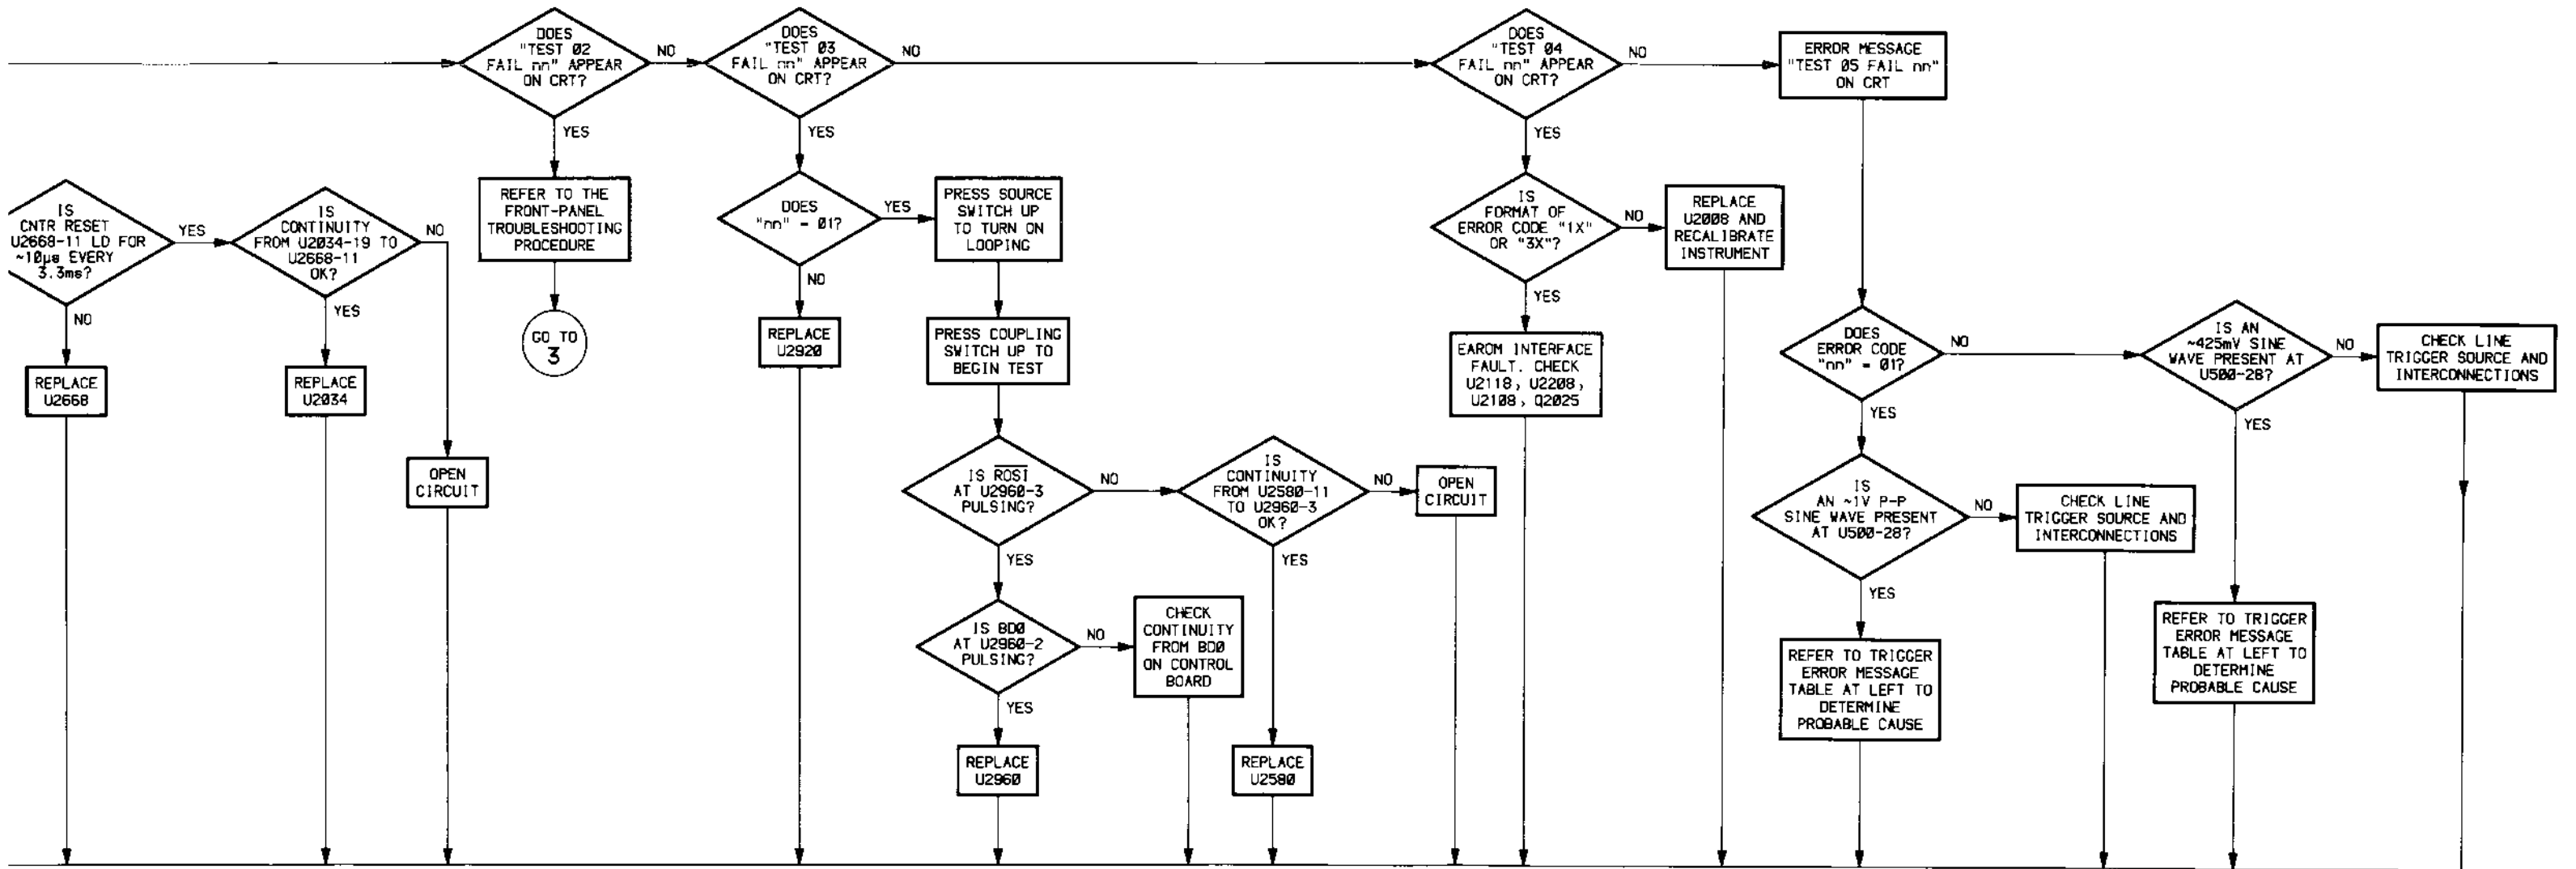 DOES
"TEST 02
FAIL nn" APPEAR
ON CRT?
NO
YES
DOES
"TEST 03
FAIL nn" APPEAR
ON CRT?
NO
YES
DOES
"TEST 04
FAIL nn" APPEAR
ON CRT?
NO
YES
ERROR MESSAGE
"TEST 05 FAIL nn"
ON CRT
IS
CNTR RESET
U2668-11 LO FOR
~10µs EVERY
3.3ms?
YES
NO
IS
CONTINUITY
FROM U2034-19 TO
U2668-11
OK?
NO
YES
REFER TO THE
FRONT-PANEL
TROUBLESHOOTING
PROCEDURE
GO TO
3
DOES
"nn" = 01?
YES
NO
PRESS SOURCE
SWITCH UP
TO TURN ON
LOOPING
IS
FORMAT OF
ERROR CODE "1X"
OR "3X"?
NO
YES
REPLACE
U2008 AND
RECALIBRATE
INSTRUMENT
REPLACE
U2668
REPLACE
U2034
OPEN
CIRCUIT
REPLACE
U2920
PRESS COUPLING
SWITCH UP TO
BEGIN TEST
EAROM INTERFACE
FAULT. CHECK
U2118, U2208,
U2108, Q2025
DOES
ERROR CODE
"nn" = 01?
NO
YES
IS AN
~425mV SINE
WAVE PRESENT AT
U500-28?
NO
YES
CHECK LINE
TRIGGER SOURCE AND
INTERCONNECTIONS
IS ROSI
AT U2960-3
PULSING?
NO
YES
IS
CONTINUITY
FROM U2580-11
TO U2960-3
OK?
NO
YES
OPEN
CIRCUIT
IS
AN ~1V P-P
SINE WAVE PRESENT
AT U500-28?
NO
YES
CHECK LINE
TRIGGER SOURCE AND
INTERCONNECTIONS
IS BD0
AT U2960-2
PULSING?
NO
YES
CHECK
CONTINUITY
FROM BD0
ON CONTROL
BOARD
REFER TO TRIGGER
ERROR MESSAGE
TABLE AT LEFT TO
DETERMINE
PROBABLE CAUSE
REFER TO TRIGGER
ERROR MESSAGE
TABLE AT LEFT TO
DETERMINE
PROBABLE CAUSE
REPLACE
U2960
REPLACE
U2580